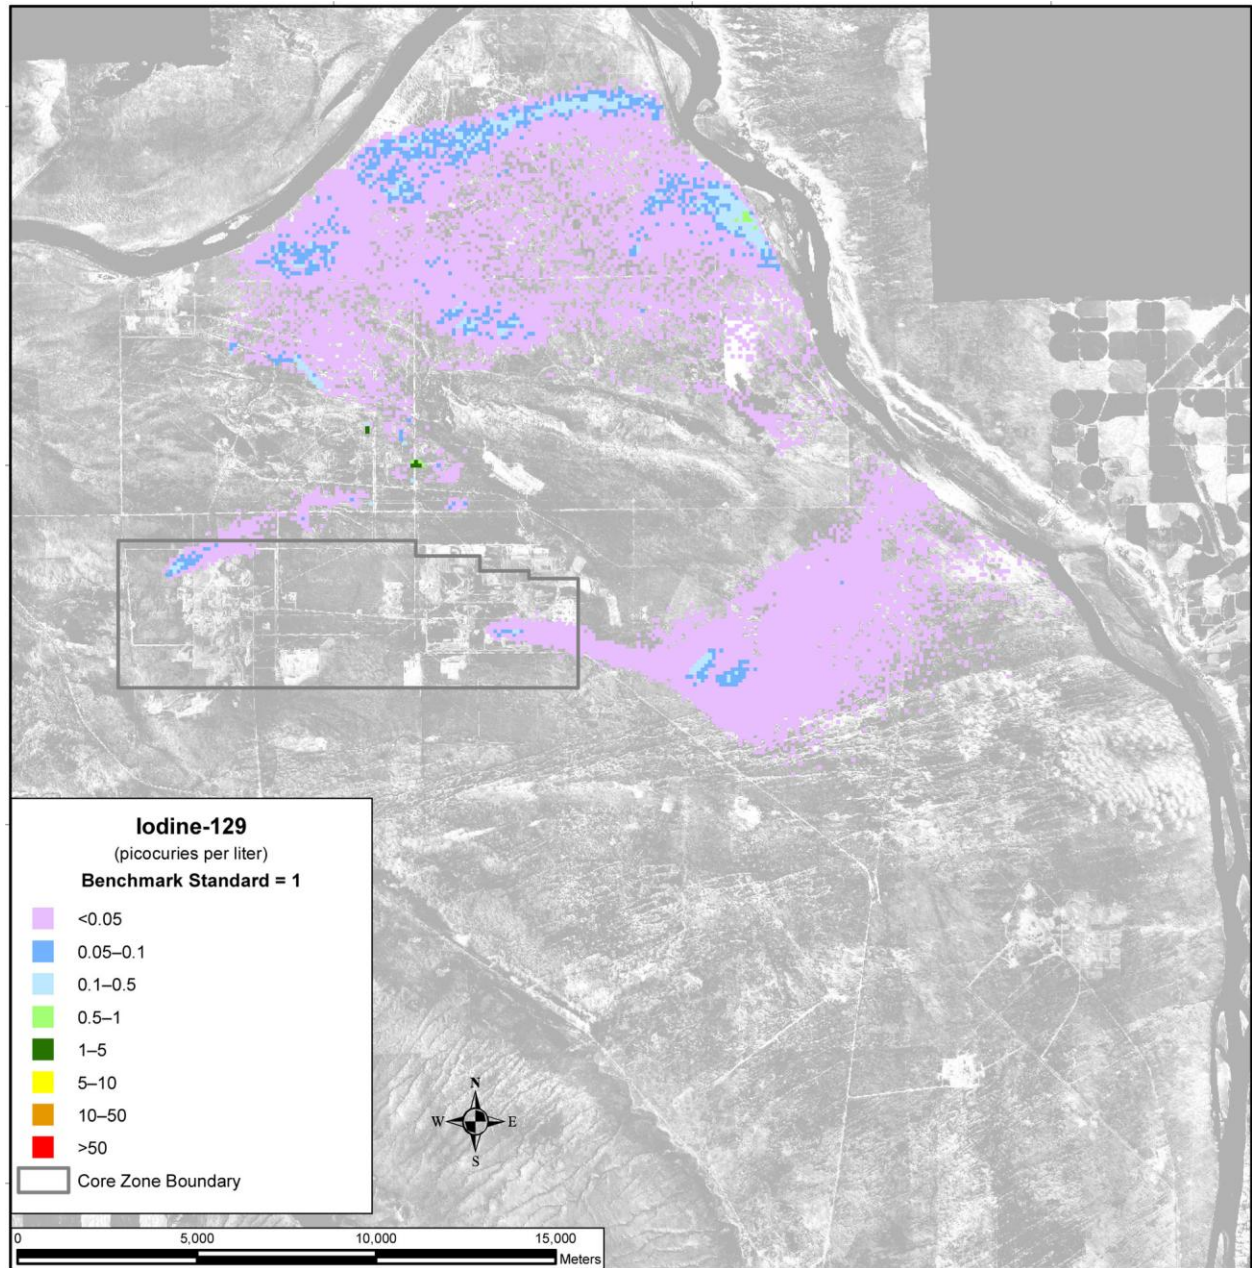 Iodine-129
(picocuries per liter)
Benchmark Standard = 1
<0.05
0.05–0.1
0.1–0.5
0.5–1
1–5
5–10
10–50
>50
Core Zone Boundary
N
W E
S
0 5,000 10,000 15,000
Meters